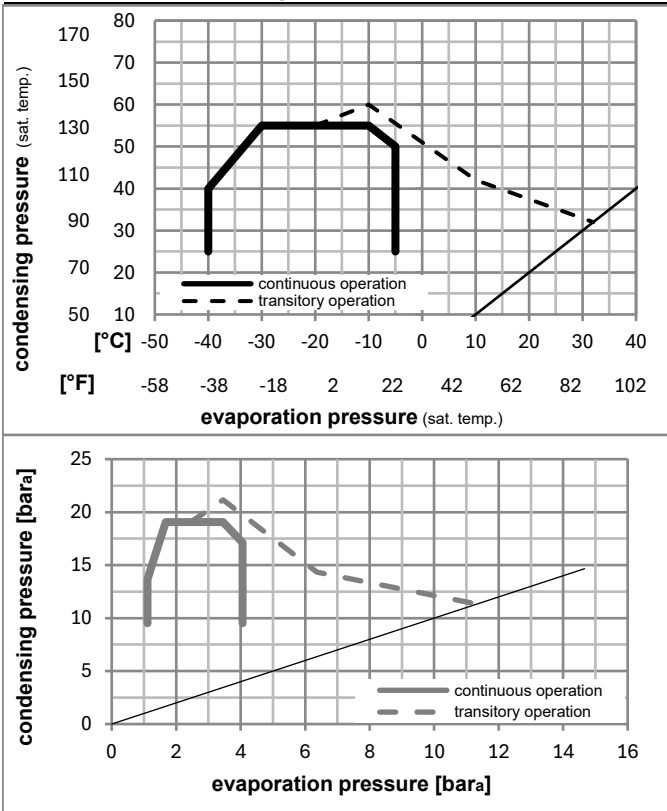 condensing pressure (sat. temp.)
170 80
70
150
60
130
50
110 40
90
30
70
20
50 10
continuous operation
transitory operation
[°C] -50 -40 -30 -20 -10 0 10 20 30 40
[°F] -58 -38 -18 2 22 42 62 82 102
evaporation pressure (sat. temp.)
condensing pressure [bara]
25
20
15
10
5
0
continuous operation
transitory operation
0 2 4 6 8 10 12 14 16
evaporation pressure [bara]